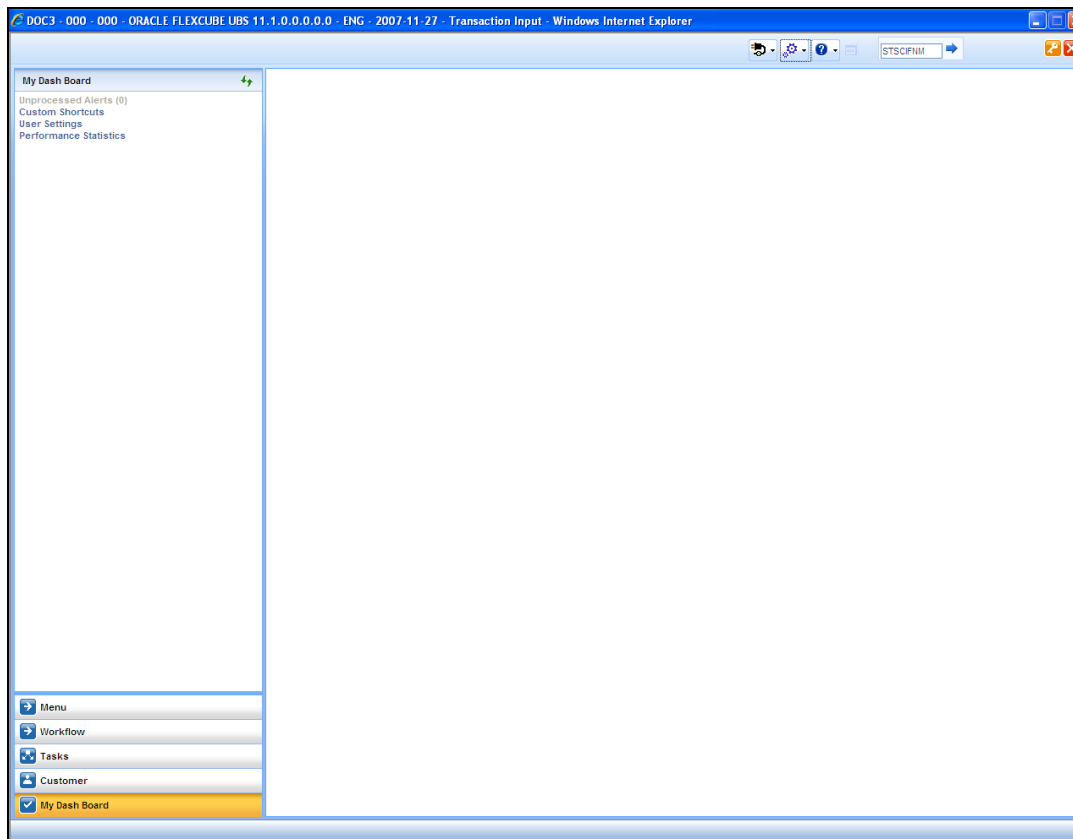 DOC3 - 000 - 000 - ORACLE FLEXCUBE UBS 11.1.0.0.0.0.0 - ENG - 2007-11-27 - Transaction Input - Windows Internet Explorer
STSCIFNM
My Dash Board
Unprocessed Alerts (0)
Custom Shortcuts
User Settings
Performance Statistics
Menu
Workflow
Tasks
Customer
My Dash Board